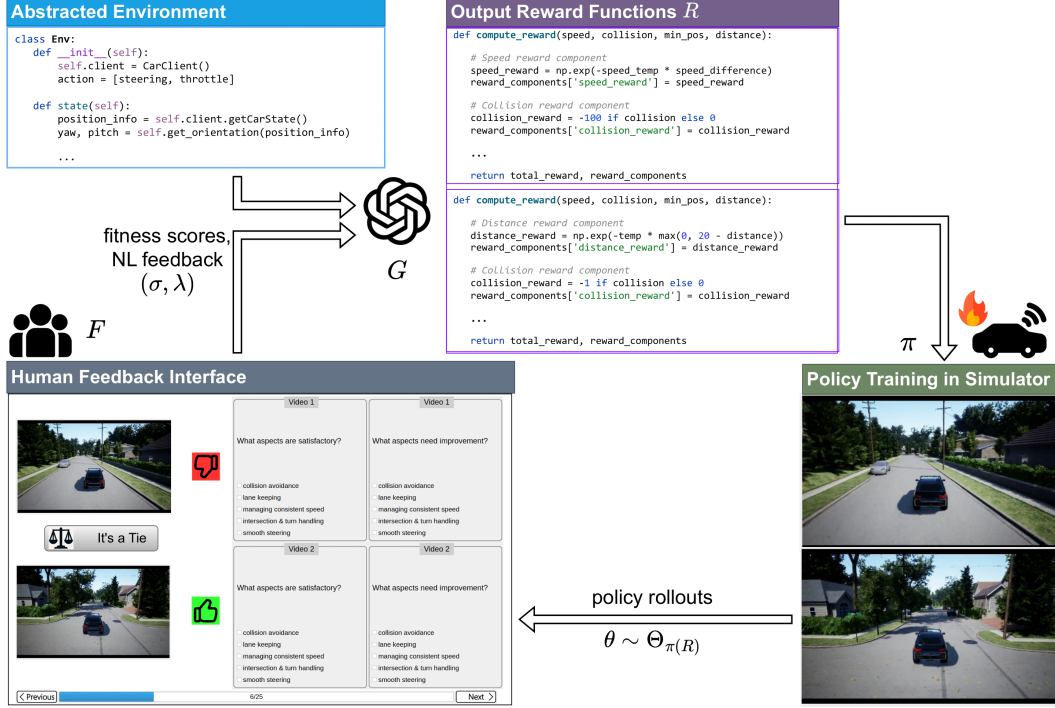 Abstracted Environment
class Env:
def __init__(self):
self.client = CarClient()
action = [steering, throttle]
def state(self):
position_info = self.client.getCarState()
yaw, pitch = self.get_orientation(position_info)
...
Output Reward Functions R
def compute_reward(speed, collision, min_pos, distance):
# Speed reward component
speed_reward = np.exp(-speed_temp * speed_difference)
reward_components['speed_reward'] = speed_reward
# Collision reward component
collision_reward = -100 if collision else 0
reward_components['collision_reward'] = collision_reward
...
return total_reward, reward_components
def compute_reward(speed, collision, min_pos, distance):
# Distance reward component
distance_reward = np.exp(-temp * max(0, 20 - distance))
reward_components['distance_reward'] = distance_reward
# Collision reward component
collision_reward = -1 if collision else 0
reward_components['collision_reward'] = collision_reward
...
return total_reward, reward_components
fitness scores,
NL feedback
(σ, λ)
G
F
π
Human Feedback Interface
Video 1
What aspects are satisfactory?
collision avoidance
lane keeping
managing consistent speed
intersection & turn handling
smooth steering
Video 1
What aspects need improvement?
collision avoidance
lane keeping
managing consistent speed
intersection & turn handling
smooth steering
It's a Tie
Video 2
What aspects are satisfactory?
collision avoidance
lane keeping
managing consistent speed
intersection & turn handling
smooth steering
Video 2
What aspects need improvement?
collision avoidance
lane keeping
managing consistent speed
intersection & turn handling
smooth steering
< Previous
6/25
Next >
policy rollouts
θ ∼ Θπ(R)
Policy Training in Simulator